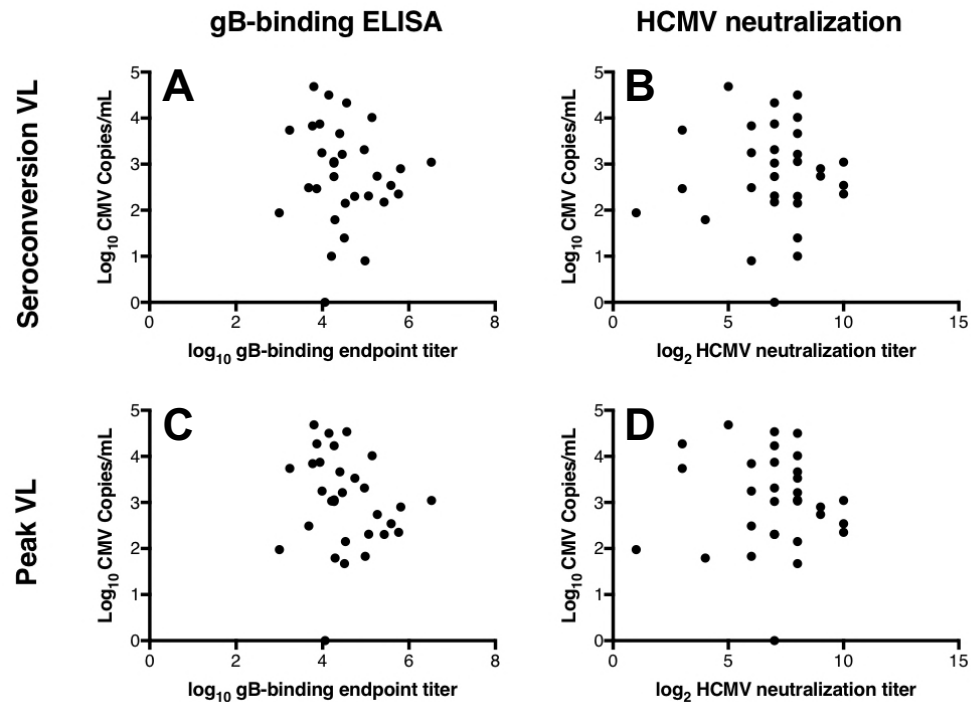 gB-binding ELISA
HCMV neutralization
Seroconversion VL
A
Log10 CMV Copies/mL
5
4
3
2
1
0
0 2 4 6 8
log10 gB-binding endpoint titer
B
Log10 CMV Copies/mL
5
4
3
2
1
0
0 5 10 15
log2 HCMV neutralization titer
Peak VL
C
Log10 CMV Copies/mL
5
4
3
2
1
0
0 2 4 6 8
log10 gB-binding endpoint titer
D
Log10 CMV Copies/mL
5
4
3
2
1
0
0 5 10 15
log2 HCMV neutralization titer